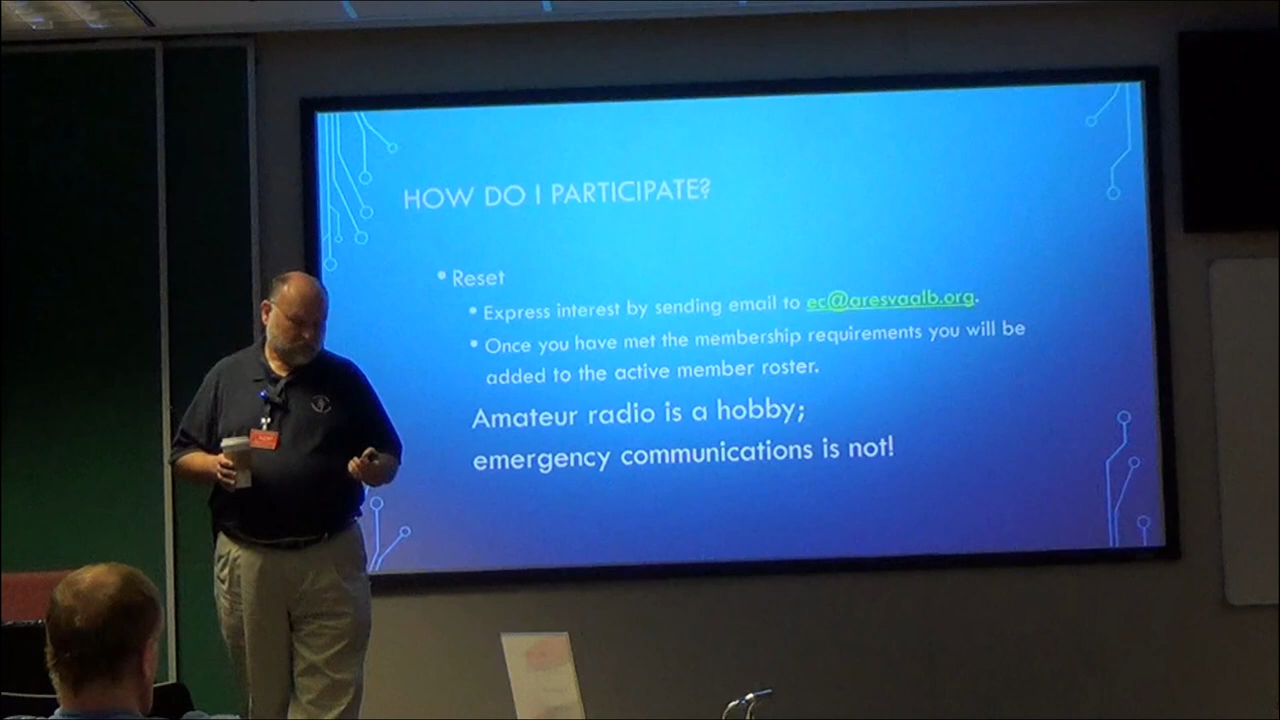 HOW DO I PARTICIPATE?
• Reset
• Express interest by sending email to ec@aresvaalb.org.
• Once you have met the membership requirements you will be
added to the active member roster.
Amateur radio is a hobby;
emergency communications is not!